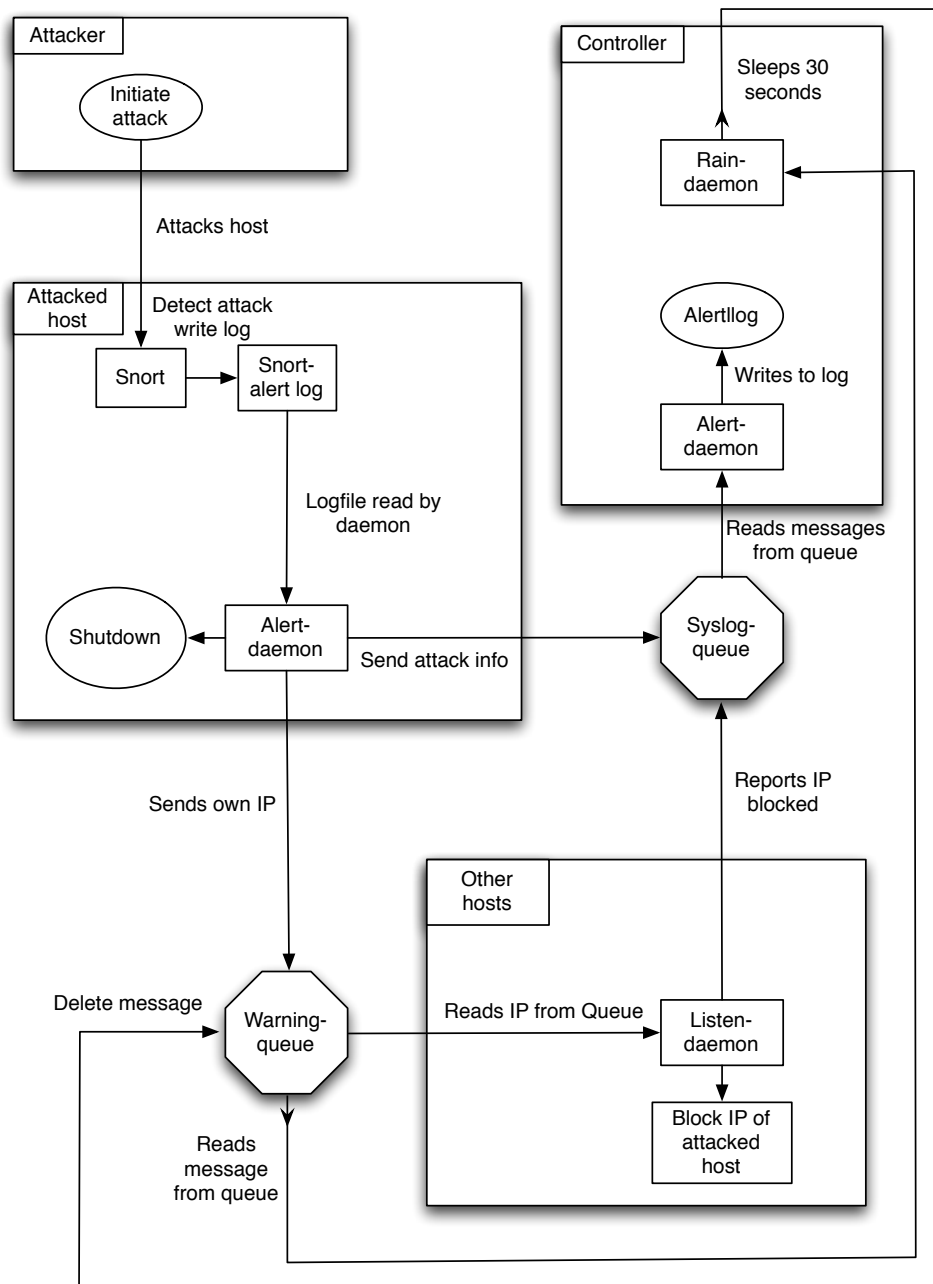 Attacker
Initiate
attack
Attacks host
Attacked
host
Detect attack
write log
Snort
Snort-
alert log
Logfile read by
daemon
Shutdown
Alert-
daemon
Send attack info
Sends own IP
Controller
Sleeps 30
seconds
Rain-
daemon
Alertllog
Writes to log
Alert-
daemon
Reads messages
from queue
Syslog-
queue
Reports IP
blocked
Other
hosts
Delete message
Warning-
queue
Reads IP from Queue
Listen-
daemon
Block IP of
attacked
host
Reads
message
from queue